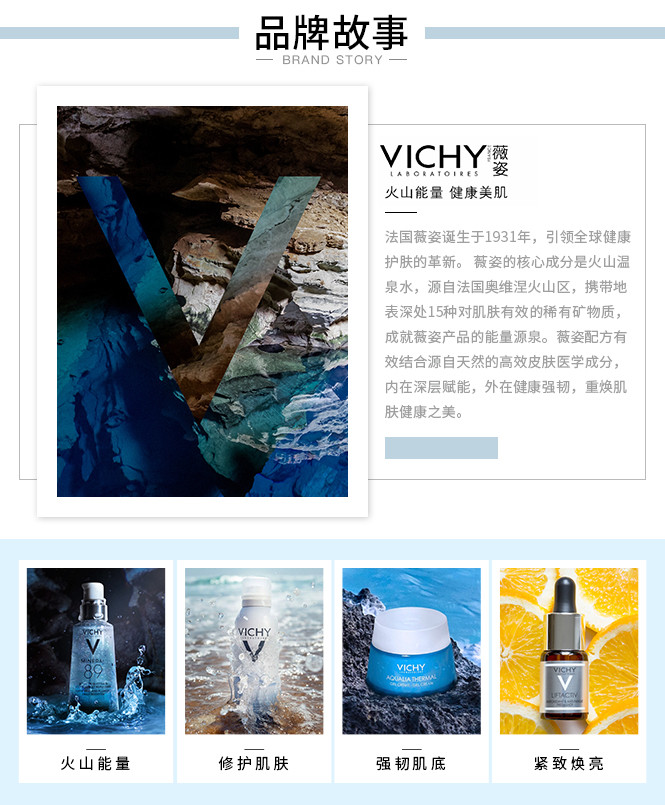 品牌故事
BRAND STORY
VICHY 薇姿
LABORATOIRES
火山能量 健康美肌
法国薇姿诞生于1931年，引领全球健康
护肤的革新。 薇姿的核心成分是火山温
泉水，源自法国奥维涅火山区，携带地
表深处15种对肌肤有效的稀有矿物质，
成就薇姿产品的能量源泉。薇姿配方有
效结合源自天然的高效皮肤医学成分，
内在深层赋能，外在健康强韧，重焕肌
肤健康之美。
VICHY
MINÉRAL
89
火山能量
VICHY
LABORATOIRES
修护肌肤
VICHY
AQUALIA THERMAL
强韧肌底
VICHY
LIFTACTIV
紧致焕亮